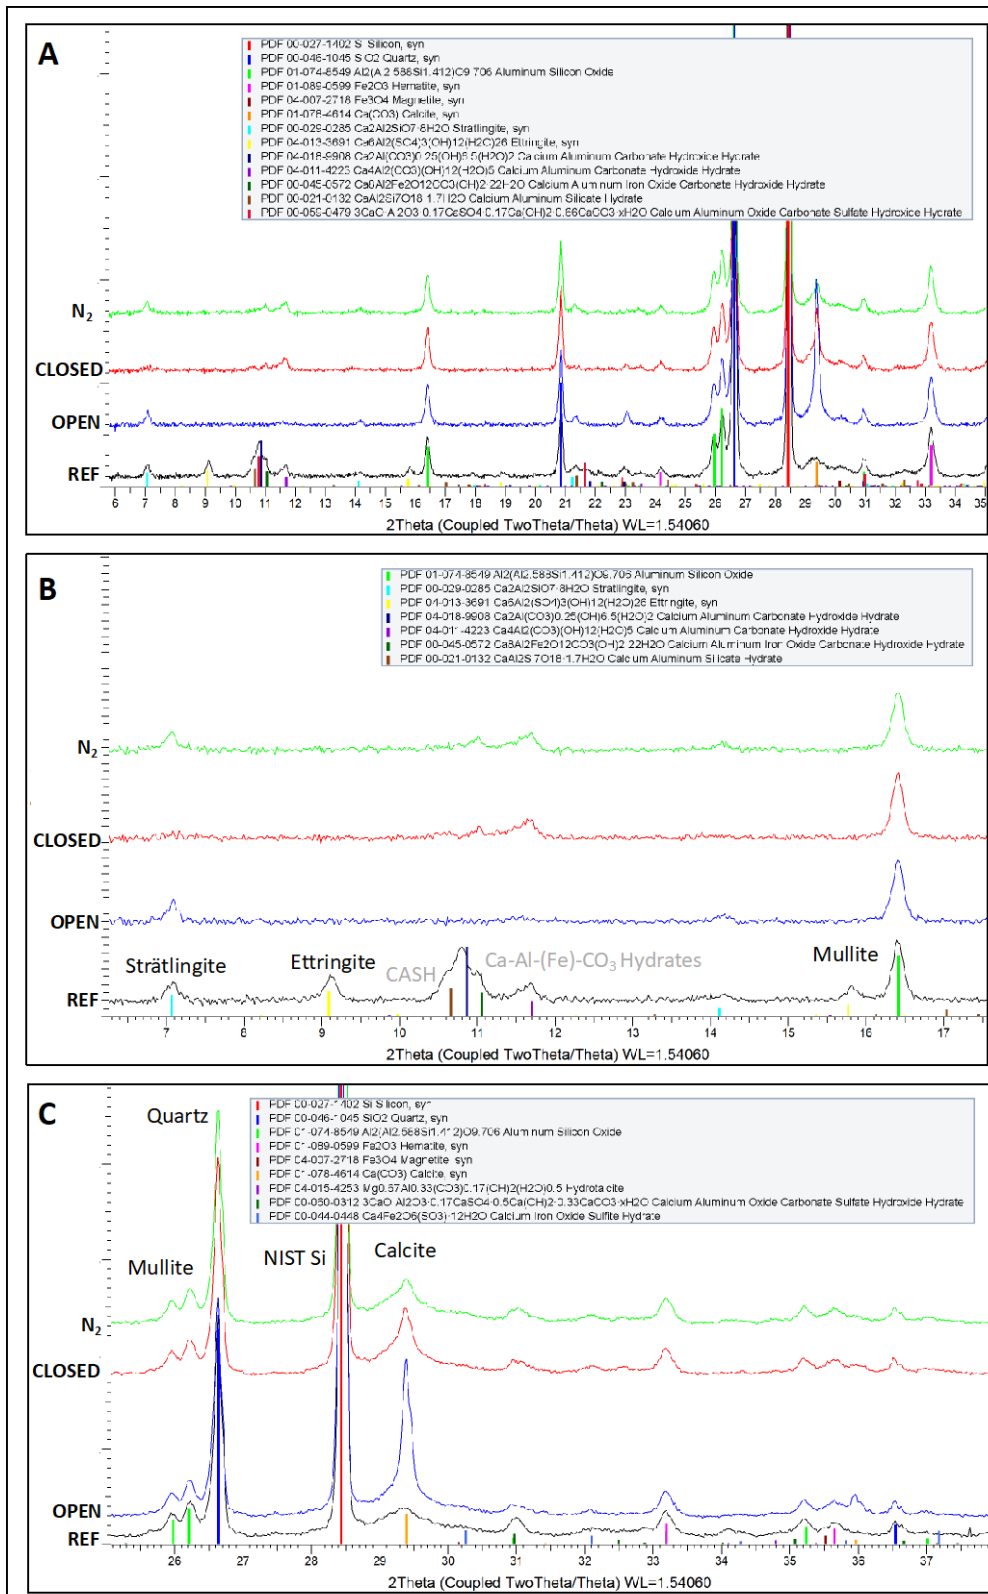 A
PDF 00-027-1402 Si Silicon, syn
PDF 00-046-1045 SiO2 Quartz, syn
PDF 01-074-8549 Al2(Al2.588Si1.412)O9.706 Aluminum Silicon Oxide
PDF 01-089-0599 Fe2O3 Hematite, syn
PDF 04-007-2718 Fe3O4 Magnetite, syn
PDF 01-078-4614 Ca(CO3) Calcite, syn
PDF 00-029-0285 Ca2Al2SiO7·8H2O Stratlingite, syn
PDF 04-013-3691 Ca6Al2(SO4)3(OH)12(H2O)26 Ettringite, syn
PDF 04-018-9908 Ca2Al(CO3)0.25(OH)6.5(H2O)2 Calcium Aluminum Carbonate Hydroxide Hydrate
PDF 04-011-4223 Ca4Al2(CO3)(OH)12(H2O)5 Calcium Aluminum Carbonate Hydroxide Hydrate
PDF 00-045-0572 Ca8Al2Fe2O12CO3(OH)2·22H2O Calcium Aluminum Iron Oxide Carbonate Hydroxide Hydrate
PDF 00-021-0132 CaAl2Si7O18·1.7H2O Calcium Aluminum Silicate Hydrate
PDF 00-059-0479 3CaO·Al2O3·0.17CaSO4·0.17Ca(OH)2·0.66CaCO3·xH2O Calcium Aluminum Oxide Carbonate Sulfate Hydroxide Hydrate
N2
CLOSED
OPEN
REF
6 7 8 9 10 11 12 13 14 15 16 17 18 19 20 21 22 23 24 25 26 27 28 29 30 31 32 33 34 35
2Theta (Coupled TwoTheta/Theta) WL=1.54060
B
PDF 01-074-8549 Al2(Al2.588Si1.412)O9.706 Aluminum Silicon Oxide
PDF 00-029-0285 Ca2Al2SiO7·8H2O Stratlingite, syn
PDF 04-013-3691 Ca6Al2(SO4)3(OH)12(H2O)26 Ettringite, syn
PDF 04-018-9908 Ca2Al(CO3)0.25(OH)6.5(H2O)2 Calcium Aluminum Carbonate Hydroxide Hydrate
PDF 04-011-4223 Ca4Al2(CO3)(OH)12(H2O)5 Calcium Aluminum Carbonate Hydroxide Hydrate
PDF 00-045-0572 Ca8Al2Fe2O12CO3(OH)2·22H2O Calcium Aluminum Iron Oxide Carbonate Hydroxide Hydrate
PDF 00-021-0132 CaAl2Si7O18·1.7H2O Calcium Aluminum Silicate Hydrate
N2
CLOSED
OPEN
Strätlingite Ettringite CASH Ca-Al-(Fe)-CO3 Hydrates Mullite
REF
7 8 9 10 11 12 13 14 15 16 17
2Theta (Coupled TwoTheta/Theta) WL=1.54060
C
Quartz
PDF 00-027-1402 Si Silicon, syn
PDF 00-046-1045 SiO2 Quartz, syn
PDF 01-074-8549 Al2(Al2.588Si1.412)O9.706 Aluminum Silicon Oxide
PDF 01-089-0599 Fe2O3 Hematite, syn
PDF 04-007-2718 Fe3O4 Magnetite, syn
PDF 01-078-4614 Ca(CO3) Calcite, syn
PDF 04-015-4253 Mg0.67Al0.33(CO3)0.17(OH)2(H2O)0.5 Hydrotalcite
PDF 00-060-0312 3CaO·Al2O3·0.17CaSO4·0.5Ca(OH)2·0.33CaCO3·xH2O Calcium Aluminum Oxide Carbonate Sulfate Hydroxide Hydrate
PDF 00-044-0448 Ca4Fe2O6(SO3)·12H2O Calcium Iron Oxide Sulfite Hydrate
Mullite NIST Si Calcite
N2
CLOSED
OPEN
REF
26 27 28 29 30 31 32 33 34 35 36 37
2Theta (Coupled TwoTheta/Theta) WL=1.54060